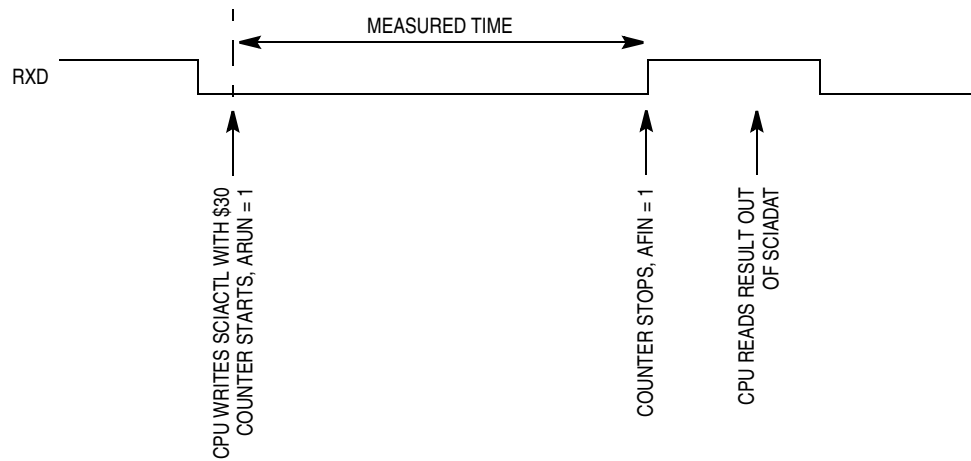 MEASURED TIME
RXD
CPU WRITES SCIACTL WITH $30
COUNTER STARTS, ARUN = 1
COUNTER STOPS, AFIN = 1
CPU READS RESULT OUT
OF SCIADAT